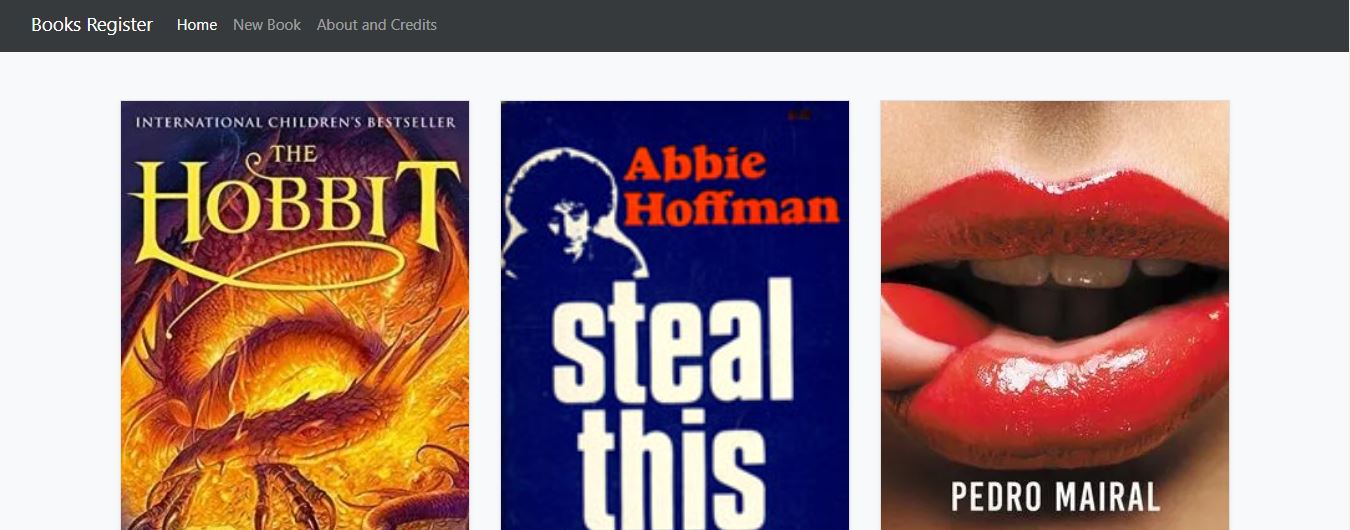 Books Register Home New Book About and Credits
INTERNATIONAL CHILDREN'S BESTSELLER
THE
HOBBIT
Abbie
Hoffman
steal
this
PEDRO MAIRAL